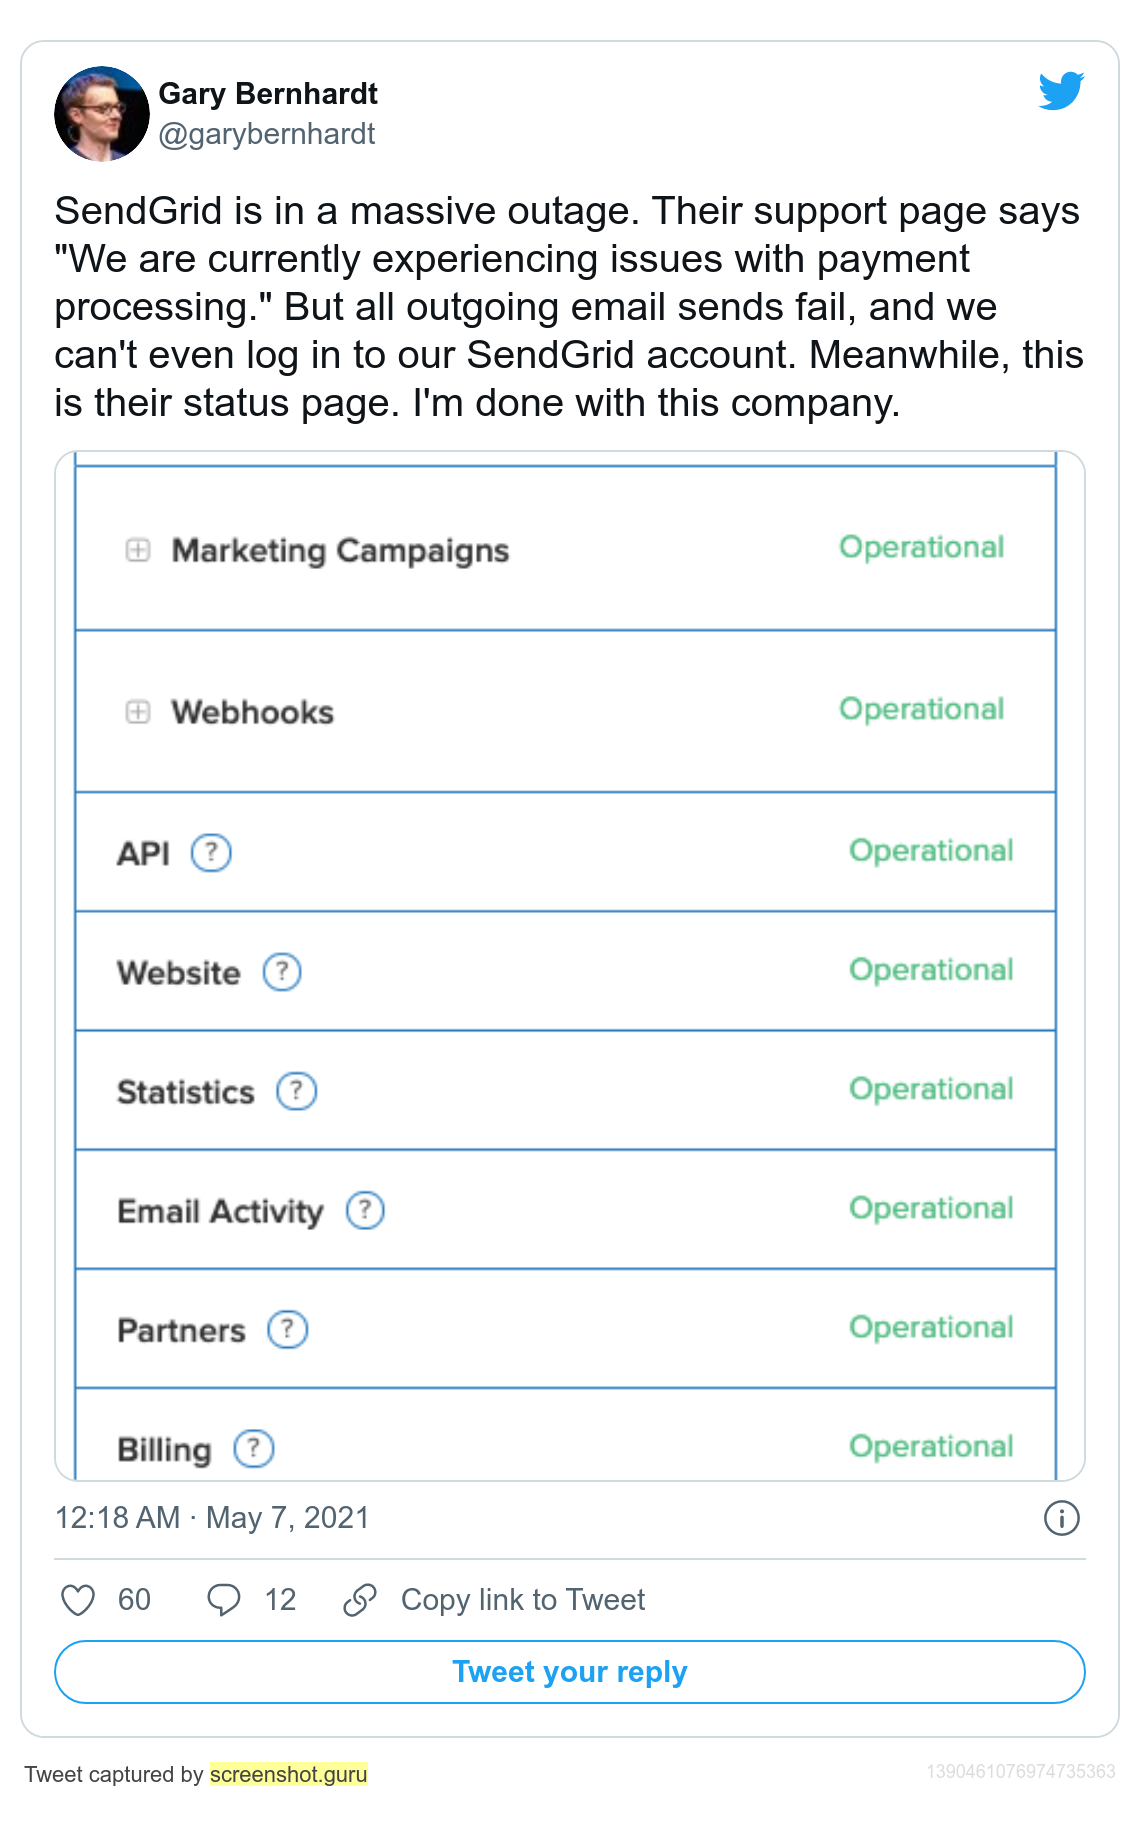 Gary Bernhardt
@garybernhardt
SendGrid is in a massive outage. Their support page says
"We are currently experiencing issues with payment
processing." But all outgoing email sends fail, and we
can't even log in to our SendGrid account. Meanwhile, this
is their status page. I'm done with this company.
Marketing Campaigns Operational
Webhooks Operational
API ? Operational
Website ? Operational
Statistics ? Operational
Email Activity ? Operational
Partners ? Operational
Billing ? Operational
12:18 AM · May 7, 2021
60 12 Copy link to Tweet
Tweet your reply
Tweet captured by screenshot.guru 1390461076974735363